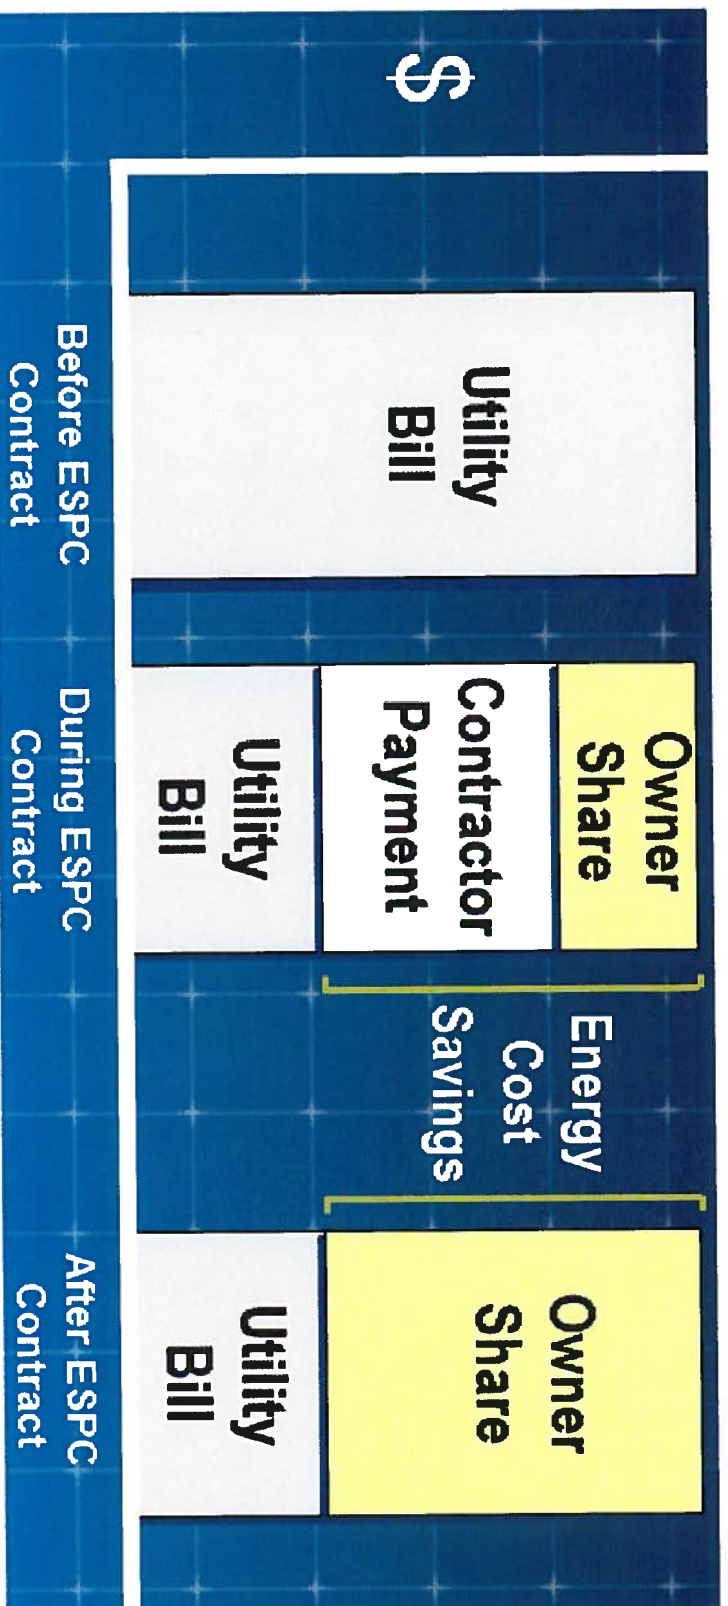 $
Utility
Bill
Owner
Share
Contractor
Payment
Utility
Bill
Energy
Cost
Savings
Owner
Share
Utility
Bill
Before ESPC
Contract
During ESPC
Contract
After ESPC
Contract